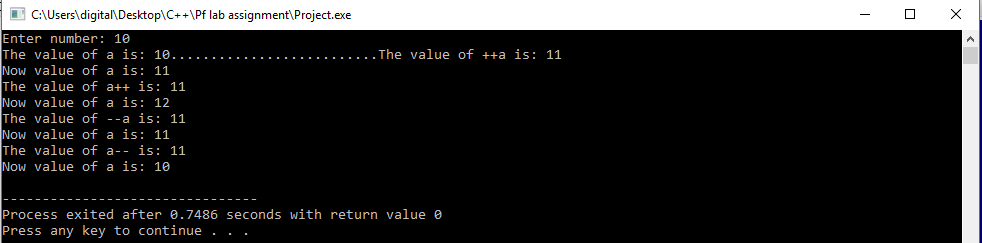 C:\Users\digital\Desktop\C++\Pf lab assignment\Project.exe
Enter number: 10
The value of a is: 10..........................The value of ++a is: 11
Now value of a is: 11
The value of a++ is: 11
Now value of a is: 12
The value of --a is: 11
Now value of a is: 11
The value of a-- is: 11
Now value of a is: 10
--------------------------------
Process exited after 0.7486 seconds with return value 0
Press any key to continue . . .